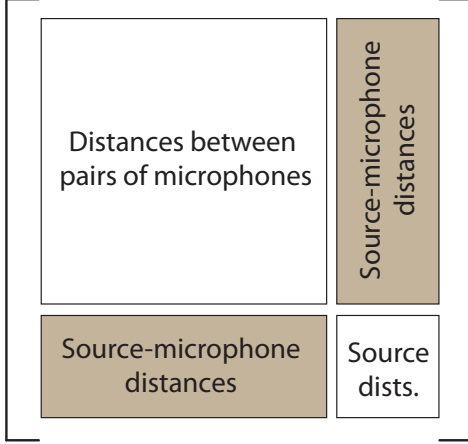 Distances between
pairs of microphones
Source-microphone
distances
Source-microphone
distances
Source
dists.